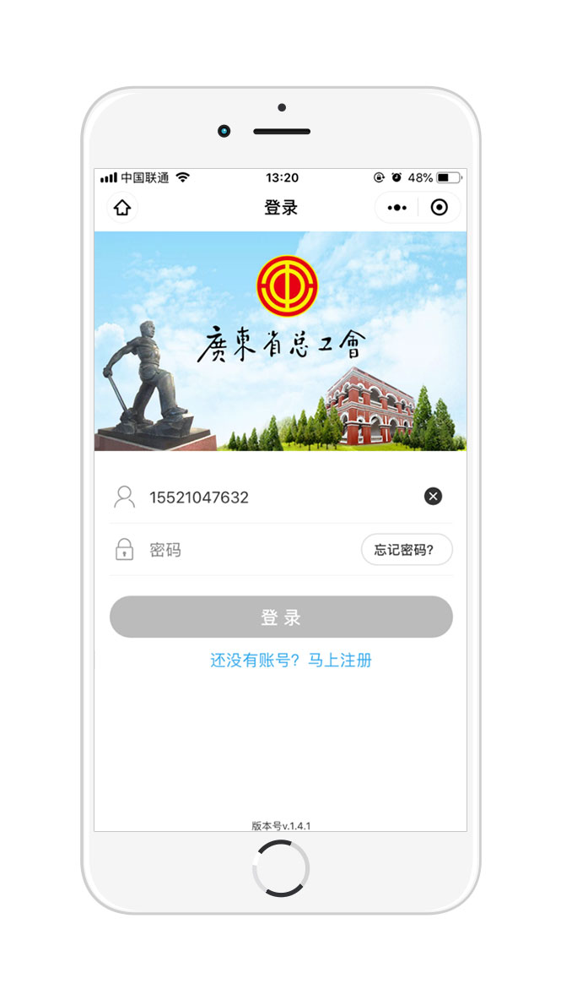 中国联通 13:20 48%
登录
廣東省总工會
15521047632
密码 忘记密码?
登 录
还没有账号？马上注册
版本号v.1.4.1